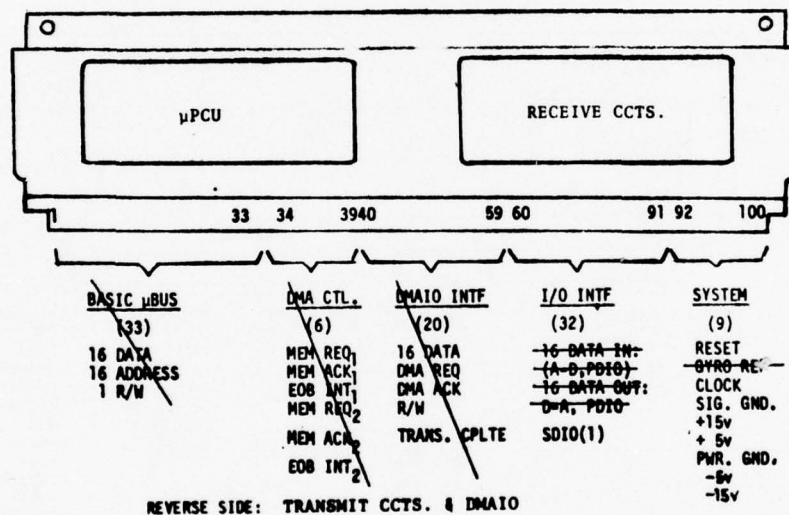 µPCU
RECEIVE CCTS.
33 34 3940 59 60 91 92 100
BASIC µBUS
(33)
16 DATA
16 ADDRESS
1 R/W
DMA CTL.
(6)
MEM REQ1
MEM ACK1
EOB INT1
MEM REQ2
MEM ACK2
EOB INT2
DMAIO INTF
(20)
16 DATA
DMA REQ
DMA ACK
R/W
TRANS. CPLTE
I/O INTF
(32)
16 DATA IN:
(A-D,PDIO)
16 DATA OUT:
D=A, PDIO
SDIO(1)
SYSTEM
(9)
RESET
GYRO RE.
CLOCK
SIG. GND.
+15v
+ 5v
PWR. GND.
-5v
-15v
REVERSE SIDE: TRANSMIT CCTS. & DMAIO